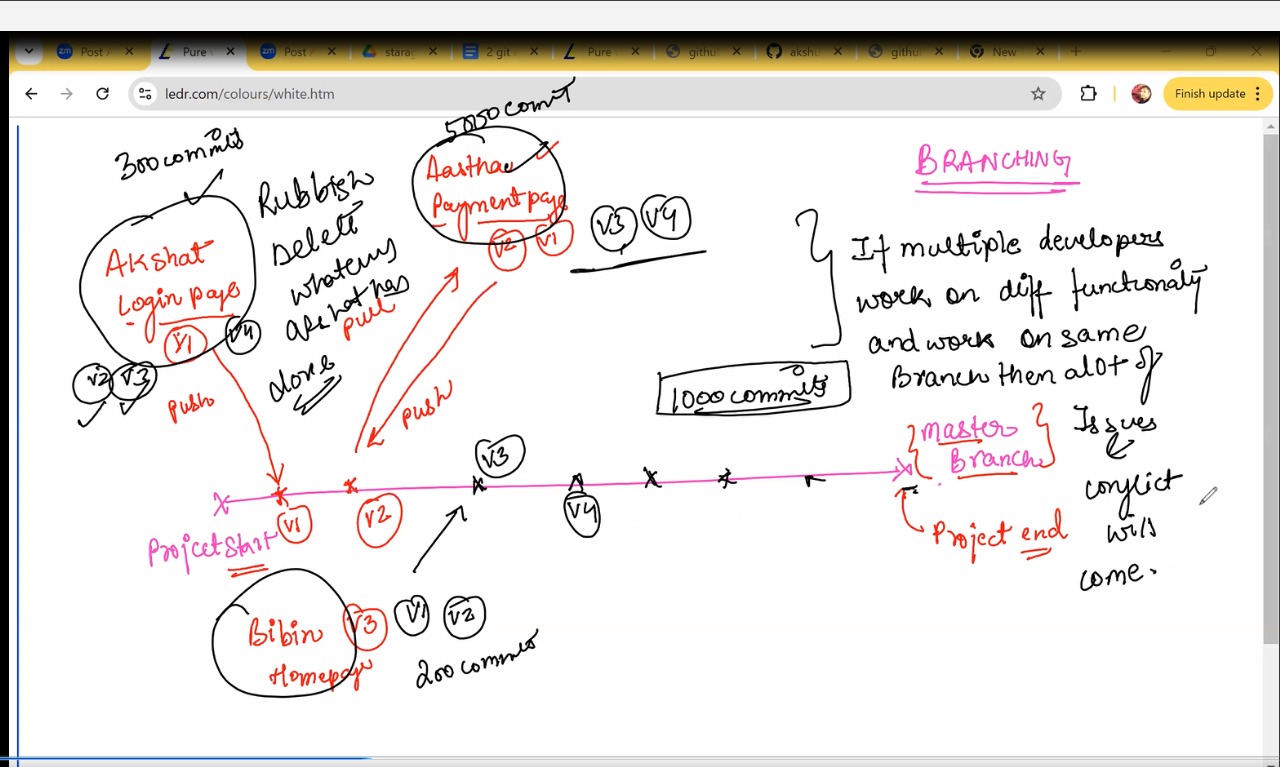 Post A
Pure
Post A
starag
2 git
Pure
githu
akshu
githu
New
ledr.com/colours/white.htm
Finish update
BRANCHING
If multiple developers
work on diff functionality
and work on same
Branch then alot of
Issues
conflict
will
come.
300 commits
Akshat
Login page
V1
V4
V2 V3
Rubbish
Delete
whatever
akshat has
done
push
5050 commit
Aastha
Payment page
V2 V1
V3 V4
pull
push
1000 commits
Master
Branch
V3
V1
V2
V4
Projcet start
Project end
Bibin V3 V1 V2
Homepage
200 commits